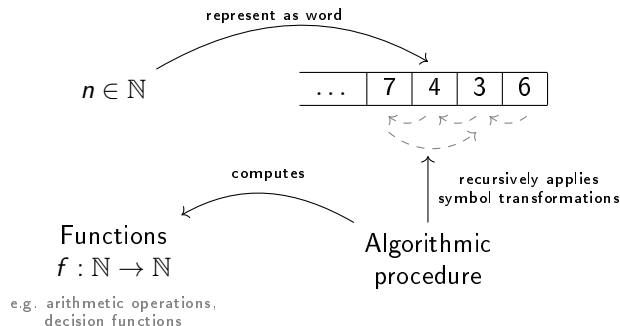 represent as word
n ∈ ℕ
... 7 4 3 6
computes
recursively applies
symbol transformations
Functions
f : ℕ → ℕ
Algorithmic
procedure
e.g. arithmetic operations,
decision functions